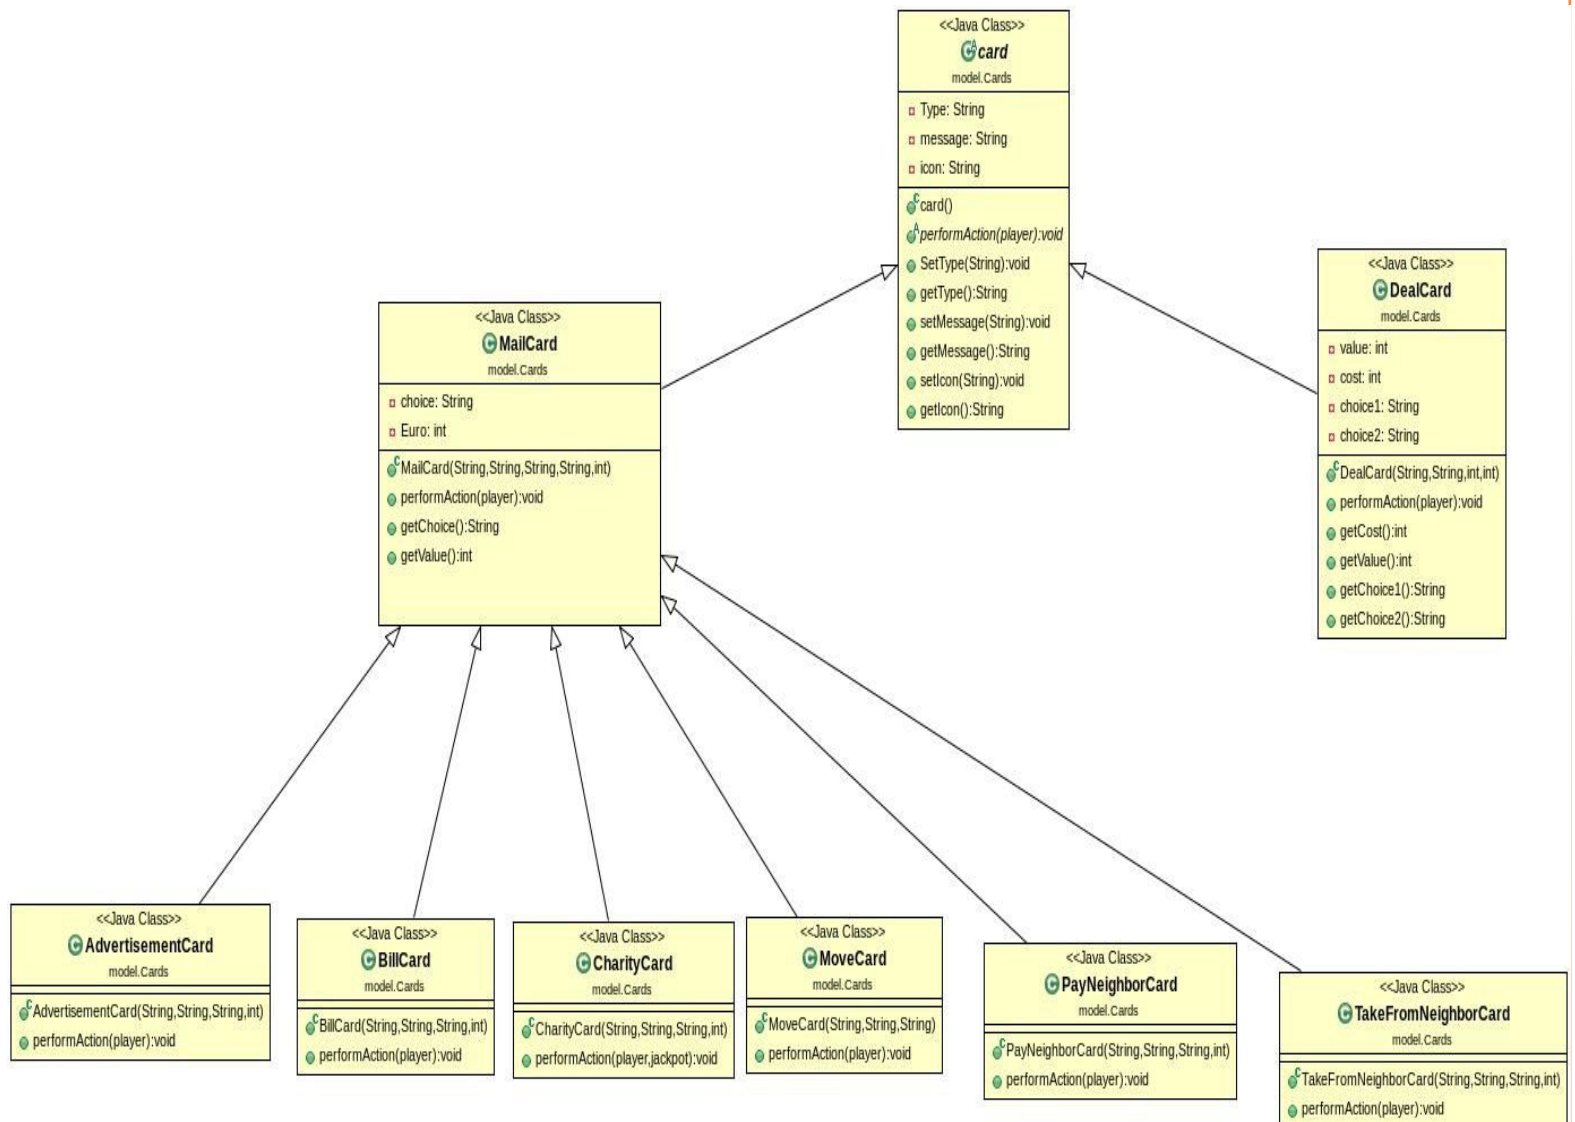 <<Java Class>>
card
model.Cards
Type: String
message: String
icon: String
card()
performAction(player):void
SetType(String):void
getType():String
setMessage(String):void
getMessage():String
setIcon(String):void
getIcon():String
<<Java Class>>
MailCard
model.Cards
choice: String
Euro: int
MailCard(String,String,String,String,int)
performAction(player):void
getChoice():String
getValue():int
<<Java Class>>
DealCard
model.Cards
value: int
cost: int
choice1: String
choice2: String
DealCard(String,String,int,int)
performAction(player):void
getCost():int
getValue():int
getChoice1():String
getChoice2():String
<<Java Class>>
AdvertisementCard
model.Cards
AdvertisementCard(String,String,String,int)
performAction(player):void
<<Java Class>>
BillCard
model.Cards
BillCard(String,String,String,int)
performAction(player):void
<<Java Class>>
CharityCard
model.Cards
CharityCard(String,String,String,int)
performAction(player,jackpot):void
<<Java Class>>
MoveCard
model.Cards
MoveCard(String,String,String)
performAction(player):void
<<Java Class>>
PayNeighborCard
model.Cards
PayNeighborCard(String,String,String,int)
performAction(player):void
<<Java Class>>
TakeFromNeighborCard
model.Cards
TakeFromNeighborCard(String,String,String,int)
performAction(player):void